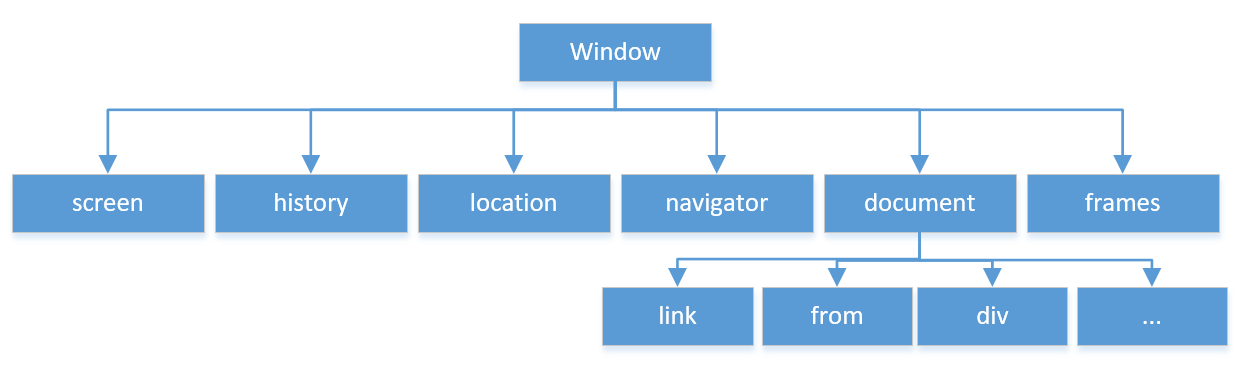 Window
screen
history
location
navigator
document
frames
link
from
div
...